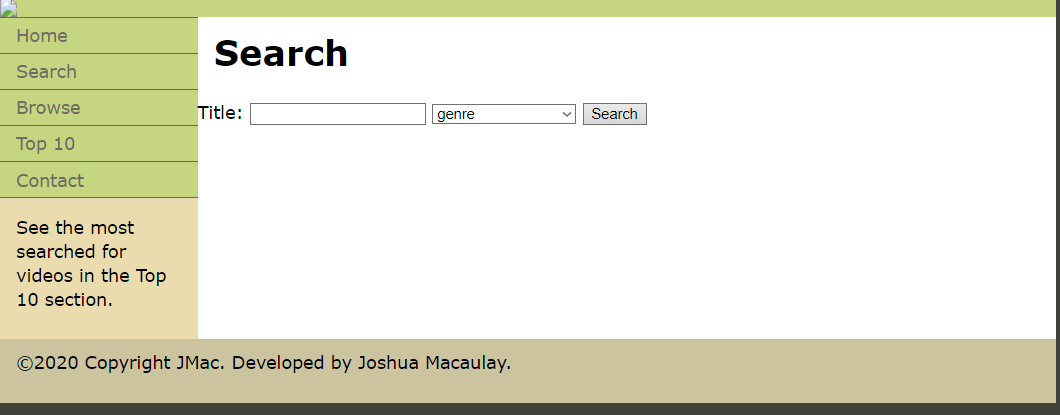 Home
Search
Browse
Top 10
Contact
See the most
searched for
videos in the Top
10 section.
Search
Title: genre Search
©2020 Copyright JMac. Developed by Joshua Macaulay.